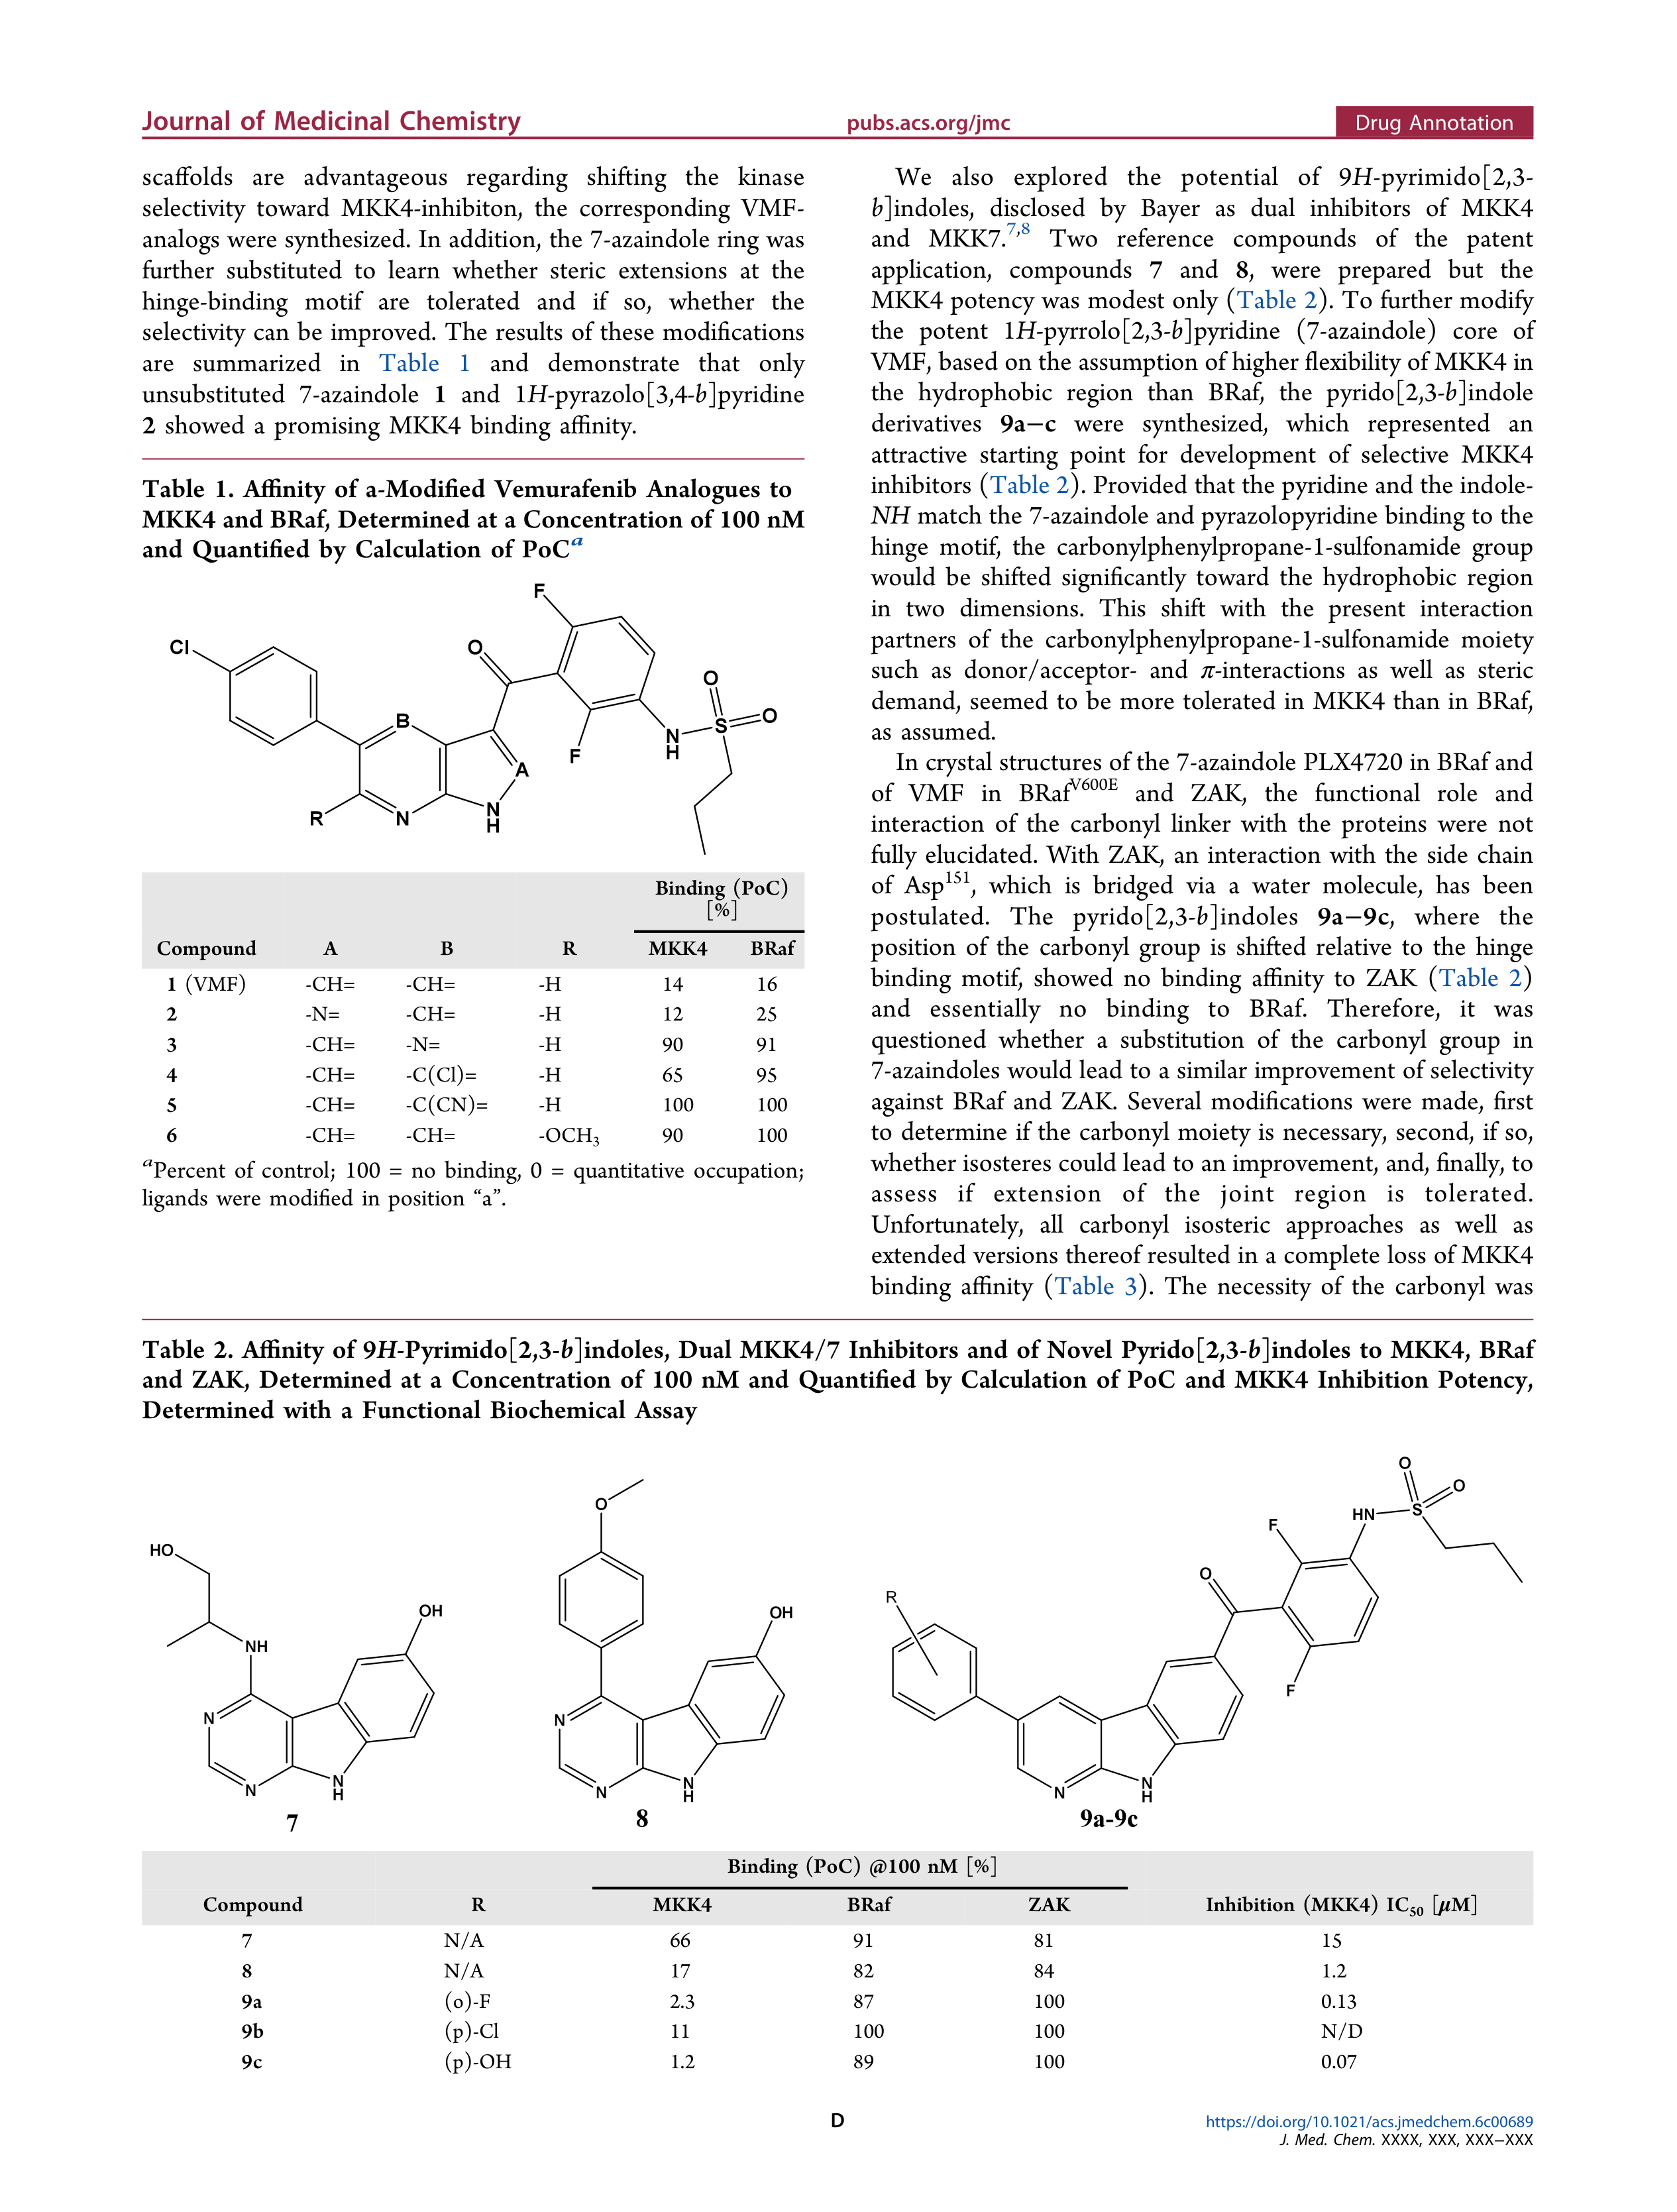 Journal of Medicinal Chemistry
pubs.acs.org/jmc
Drug Annotation
scaffolds are advantageous regarding shifting the kinase
selectivity toward MKK4-inhibiton, the corresponding VMF-
analogs were synthesized. In addition, the 7-azaindole ring was
further substituted to learn whether steric extensions at the
hinge-binding motif are tolerated and if so, whether the
selectivity can be improved. The results of these modifications
are summarized in Table 1 and demonstrate that only
unsubstituted 7-azaindole 1 and 1H-pyrazolo[3,4-b]pyridine
2 showed a promising MKK4 binding affinity.
Table 1. Affinity of a-Modified Vemurafenib Analogues to
MKK4 and BRaf, Determined at a Concentration of 100 nM
and Quantified by Calculation of PoCᵃ
F
Cl
O
O
B
S
O
N
H
F
A
R
N
N
H
Binding (PoC)
[%]
Compound A B R MKK4 BRaf
1 (VMF) -CH= -CH= -H 14 16
2 -N= -CH= -H 12 25
3 -CH= -N= -H 90 91
4 -CH= -C(Cl)= -H 65 95
5 -CH= -C(CN)= -H 100 100
6 -CH= -CH= -OCH₃ 90 100
ᵃPercent of control; 100 = no binding, 0 = quantitative occupation;
ligands were modified in position “a”.
We also explored the potential of 9H-pyrimido[2,3-
b]indoles, disclosed by Bayer as dual inhibitors of MKK4
and MKK7.⁷,⁸ Two reference compounds of the patent
application, compounds 7 and 8, were prepared but the
MKK4 potency was modest only (Table 2). To further modify
the potent 1H-pyrrolo[2,3-b]pyridine (7-azaindole) core of
VMF, based on the assumption of higher flexibility of MKK4 in
the hydrophobic region than BRaf, the pyrido[2,3-b]indole
derivatives 9a−c were synthesized, which represented an
attractive starting point for development of selective MKK4
inhibitors (Table 2). Provided that the pyridine and the indole-
NH match the 7-azaindole and pyrazolopyridine binding to the
hinge motif, the carbonylphenylpropane-1-sulfonamide group
would be shifted significantly toward the hydrophobic region
in two dimensions. This shift with the present interaction
partners of the carbonylphenylpropane-1-sulfonamide moiety
such as donor/acceptor- and π-interactions as well as steric
demand, seemed to be more tolerated in MKK4 than in BRaf,
as assumed.
In crystal structures of the 7-azaindole PLX4720 in BRaf and
of VMF in BRafⱽ⁶⁰⁰ᴱ and ZAK, the functional role and
interaction of the carbonyl linker with the proteins were not
fully elucidated. With ZAK, an interaction with the side chain
of Asp¹⁵¹, which is bridged via a water molecule, has been
postulated. The pyrido[2,3-b]indoles 9a−9c, where the
position of the carbonyl group is shifted relative to the hinge
binding motif, showed no binding affinity to ZAK (Table 2)
and essentially no binding to BRaf. Therefore, it was
questioned whether a substitution of the carbonyl group in
7-azaindoles would lead to a similar improvement of selectivity
against BRaf and ZAK. Several modifications were made, first
to determine if the carbonyl moiety is necessary, second, if so,
whether isosteres could lead to an improvement, and, finally, to
assess if extension of the joint region is tolerated.
Unfortunately, all carbonyl isosteric approaches as well as
extended versions thereof resulted in a complete loss of MKK4
binding affinity (Table 3). The necessity of the carbonyl was
Table 2. Affinity of 9H-Pyrimido[2,3-b]indoles, Dual MKK4/7 Inhibitors and of Novel Pyrido[2,3-b]indoles to MKK4, BRaf
and ZAK, Determined at a Concentration of 100 nM and Quantified by Calculation of PoC and MKK4 Inhibition Potency,
Determined with a Functional Biochemical Assay
HO
OH
NH
N
N
N
H
7
O
OH
N
N
N
H
8
O
O
HN
S
F
O
R
F
N
N
H
9a-9c
Binding (PoC) @100 nM [%]
Compound R MKK4 BRaf ZAK Inhibition (MKK4) IC₅₀ [μM]
7 N/A 66 91 81 15
8 N/A 17 82 84 1.2
9a (o)-F 2.3 87 100 0.13
9b (p)-Cl 11 100 100 N/D
9c (p)-OH 1.2 89 100 0.07
D
https://doi.org/10.1021/acs.jmedchem.6c00689
J. Med. Chem. XXXX, XXX, XXX−XXX